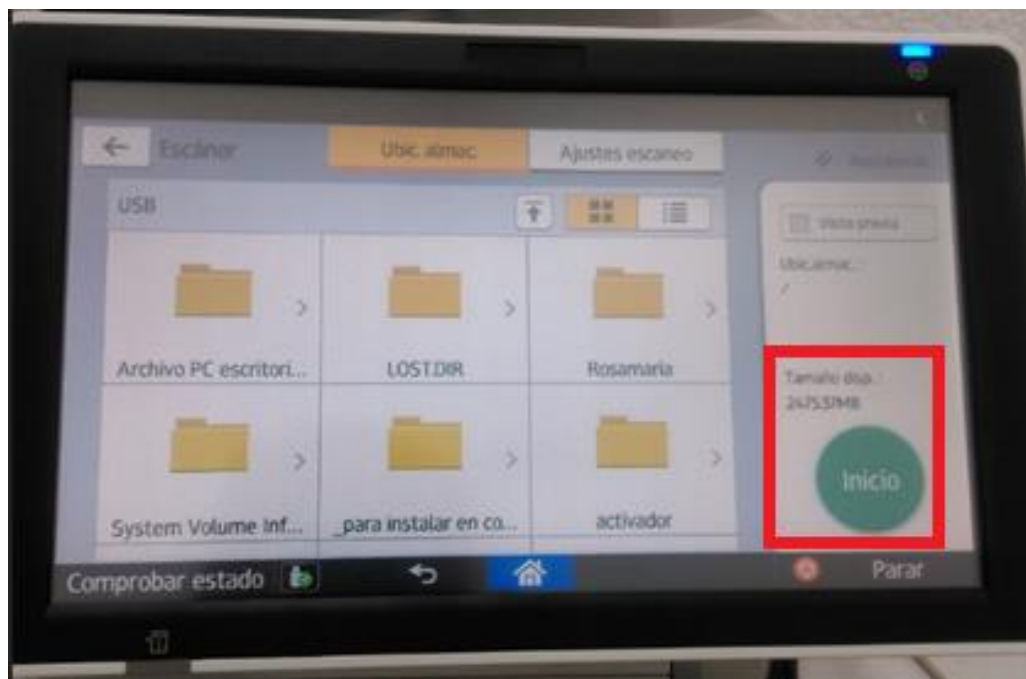 Escáner
Ubic. almac.
Ajustes escaneo
USB
Vista previa
Ubic.almac. :
/
Archivo PC escritori...
LOST.DIR
Rosamaria
Tamaño disp. :
2475.37MB
System Volume Inf...
_para instalar en co...
activador
Inicio
Comprobar estado
Parar